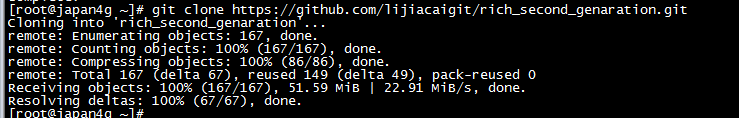 [root@japan4g ~]# git clone https://github.com/lijiacaigit/rich_second_genaration.git
Cloning into 'rich_second_genaration'...
remote: Enumerating objects: 167, done.
remote: Counting objects: 100% (167/167), done.
remote: Compressing objects: 100% (86/86), done.
remote: Total 167 (delta 67), reused 149 (delta 49), pack-reused 0
Receiving objects: 100% (167/167), 51.59 MiB | 22.91 MiB/s, done.
Resolving deltas: 100% (67/67), done.
[root@japan4g ~]#